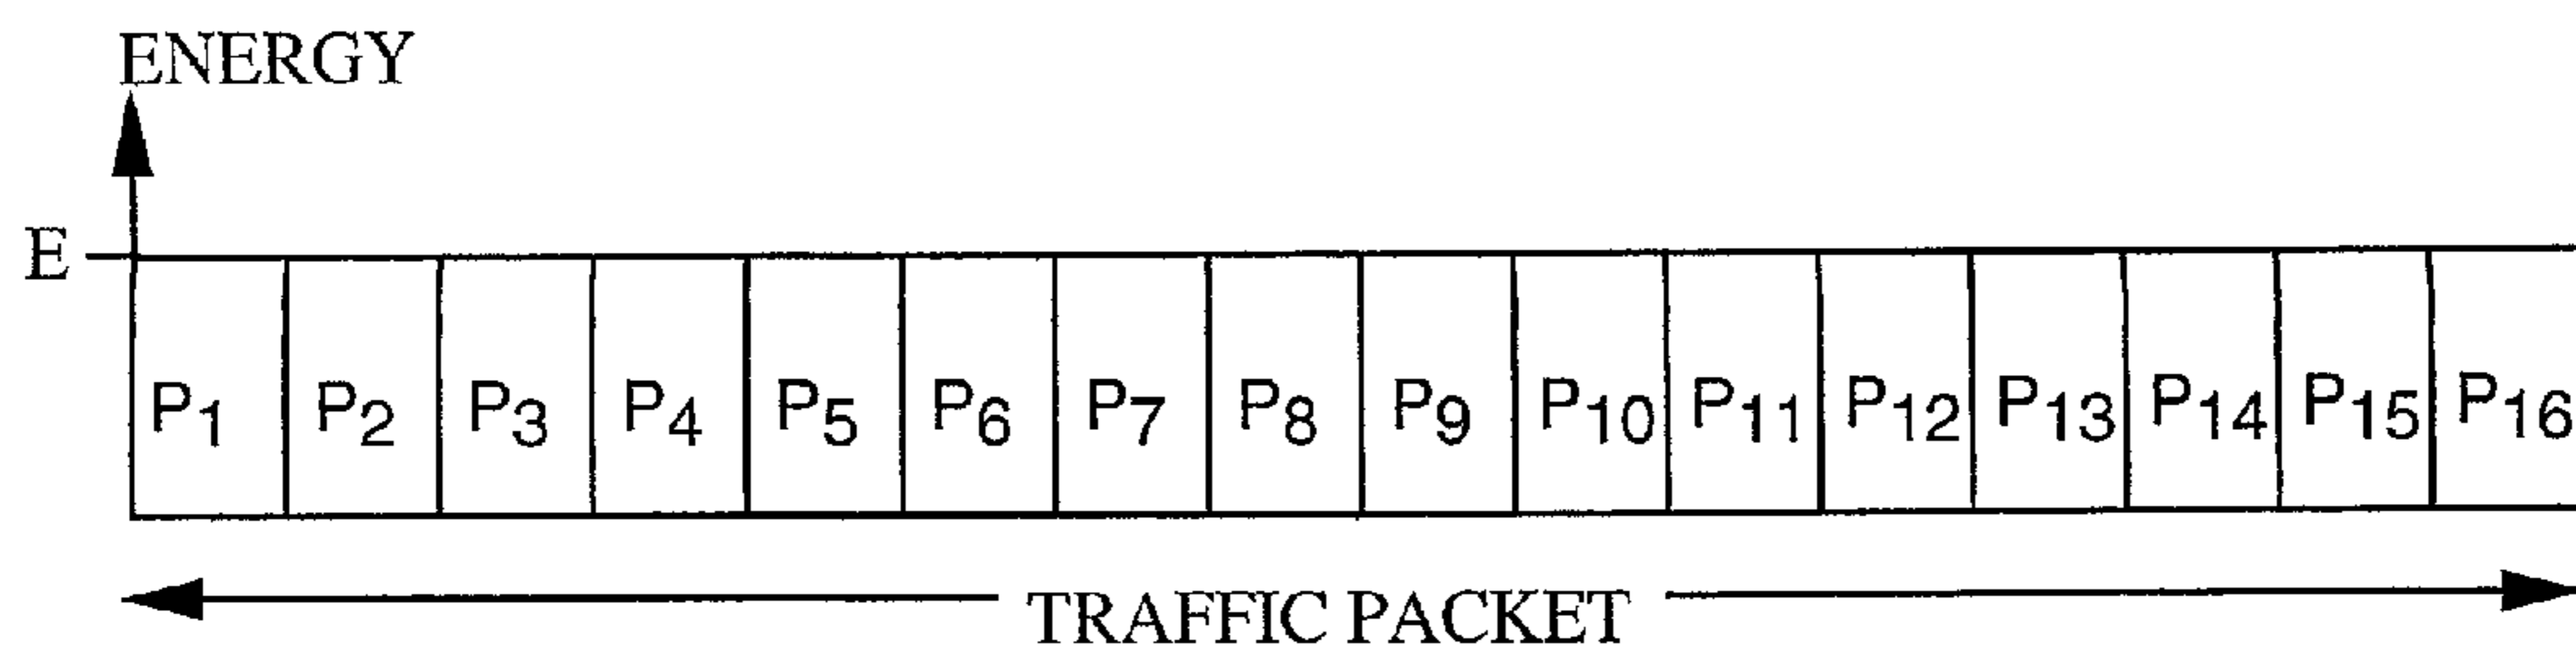 ENERGY
E
P1 P2 P3 P4 P5 P6 P7 P8 P9 P10 P11 P12 P13 P14 P15 P16
TRAFFIC PACKET